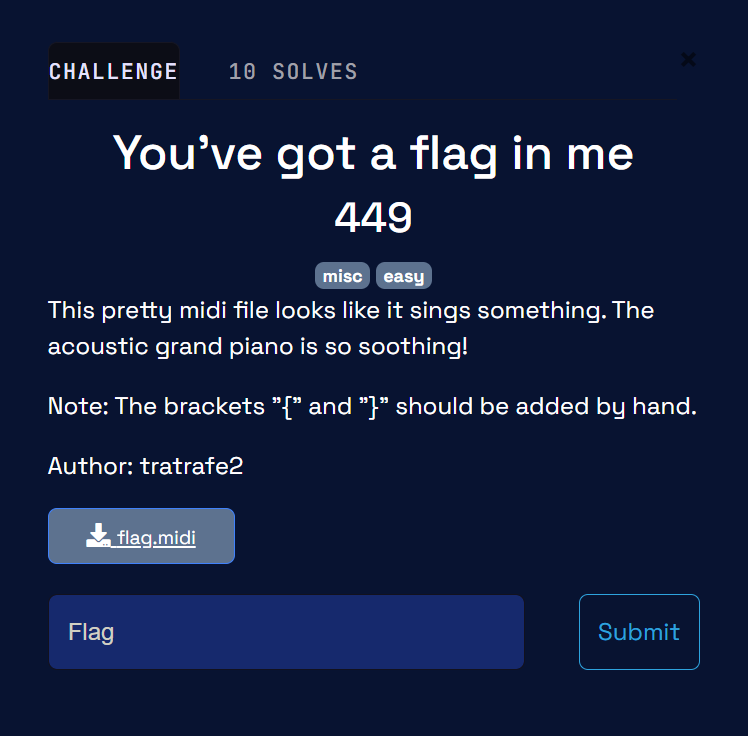 CHALLENGE
10 SOLVES
×
You've got a flag in me
449
misc
easy
This pretty midi file looks like it sings something. The
acoustic grand piano is so soothing!
Note: The brackets "{" and "}" should be added by hand.
Author: tratrafe2
flag.midi
Flag
Submit